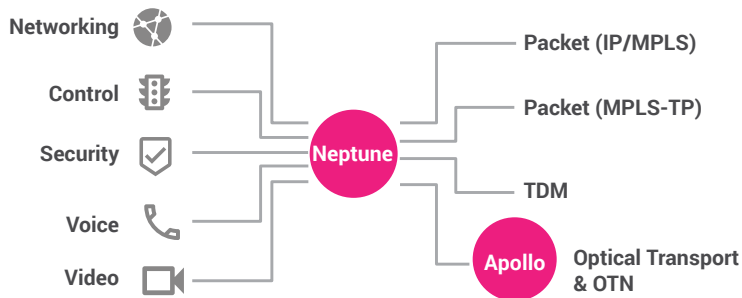 Networking
Control
Security
Voice
Video
Neptune
Packet (IP/MPLS)
Packet (MPLS-TP)
TDM
Apollo
Optical Transport
& OTN